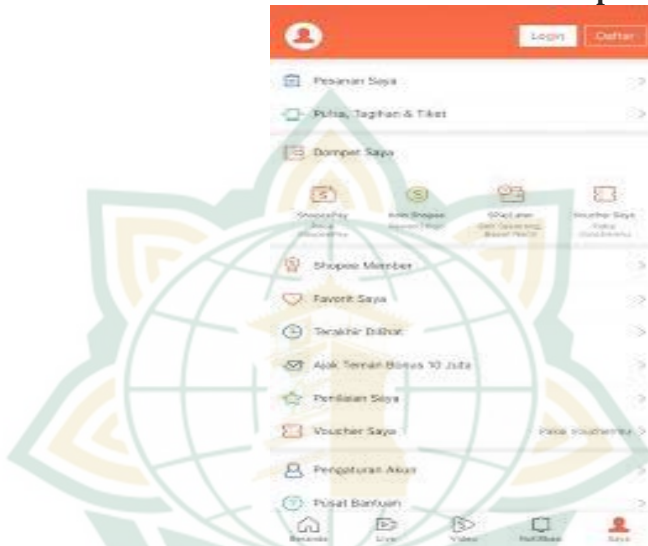 Login Daftar
Pesanan Saya
Pulsa, Tagihan & Tiket
Dompet Saya
ShopeePay Koin Shopee SPayLater Voucher Saya
Shopee Member
Favorit Saya
Terakhir Dilihat
Ajak Teman Bonus 10 Juta
Penilaian Saya
Voucher Saya
Pengaturan Akun
Pusat Bantuan
Beranda Live Video Notifikasi Saya